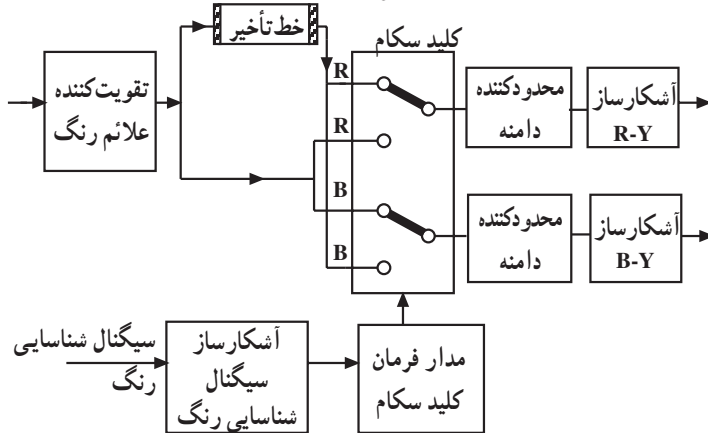 خط تأخیر
کلید سکام
تقویت‌کننده
علائم رنگ
R
R
B
B
محدودکننده
دامنه
آشکارساز
R-Y
محدودکننده
دامنه
آشکارساز
B-Y
سیگنال شناسایی
رنگ
آشکارساز
سیگنال
شناسایی رنگ
مدار فرمان
کلید سکام